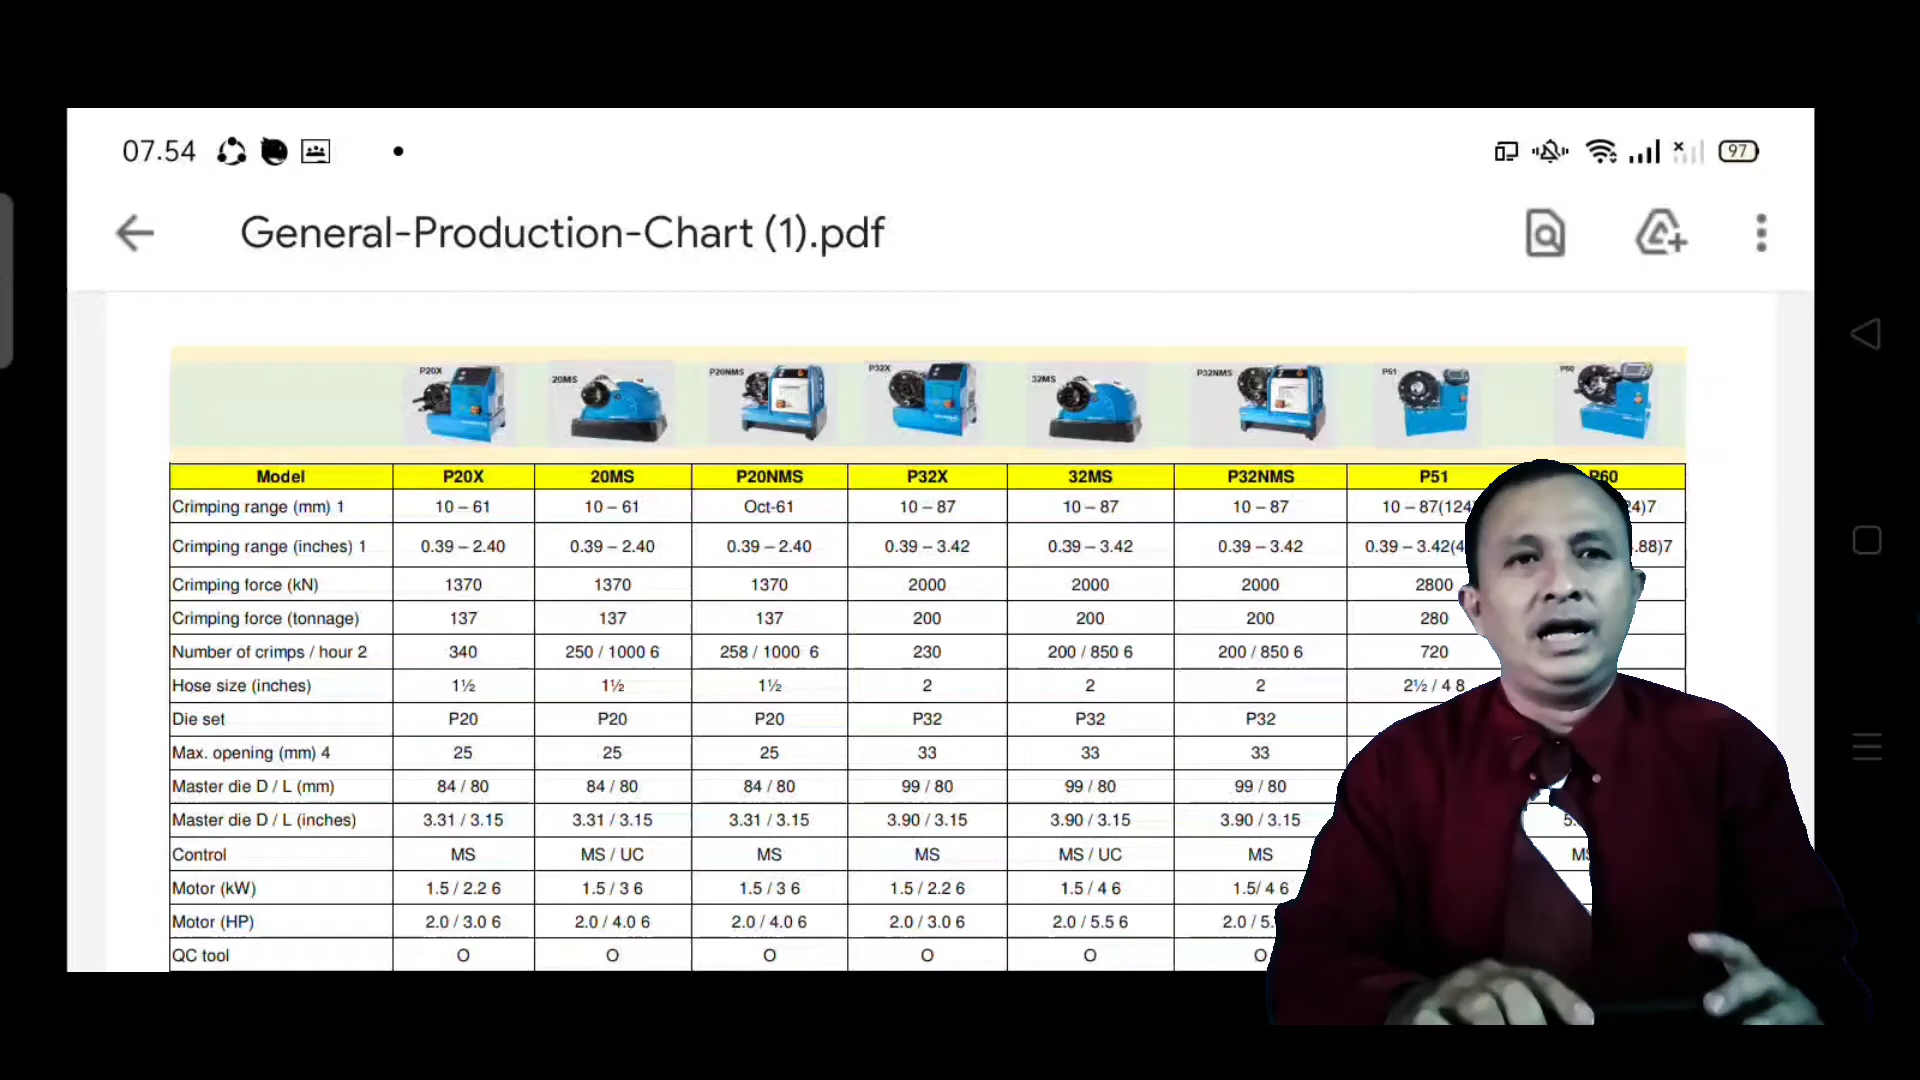 07.54
97
General-Production-Chart (1).pdf
P20X 20MS P20NMS P32X 32MS P32NMS P51 P60
Model P20X 20MS P20NMS P32X 32MS P32NMS P51 P60
Crimping range (mm) 1 10 – 61 10 – 61 Oct-61 10 – 87 10 – 87 10 – 87 10 – 87(124 24)7
Crimping range (inches) 1 0.39 – 2.40 0.39 – 2.40 0.39 – 2.40 0.39 – 3.42 0.39 – 3.42 0.39 – 3.42 0.39 – 3.42(4 .88)7
Crimping force (kN) 1370 1370 1370 2000 2000 2000 2800
Crimping force (tonnage) 137 137 137 200 200 200 280
Number of crimps / hour 2 340 250 / 1000 6 258 / 1000 6 230 200 / 850 6 200 / 850 6 720
Hose size (inches) 1½ 1½ 1½ 2 2 2 2½ / 4 8
Die set P20 P20 P20 P32 P32 P32
Max. opening (mm) 4 25 25 25 33 33 33
Master die D / L (mm) 84 / 80 84 / 80 84 / 80 99 / 80 99 / 80 99 / 80
Master die D / L (inches) 3.31 / 3.15 3.31 / 3.15 3.31 / 3.15 3.90 / 3.15 3.90 / 3.15 3.90 / 3.15 5.
Control MS MS / UC MS MS MS / UC MS MS
Motor (kW) 1.5 / 2.2 6 1.5 / 3 6 1.5 / 3 6 1.5 / 2.2 6 1.5 / 4 6 1.5/ 4 6
Motor (HP) 2.0 / 3.0 6 2.0 / 4.0 6 2.0 / 4.0 6 2.0 / 3.0 6 2.0 / 5.5 6 2.0 / 5.
QC tool O O O O O O